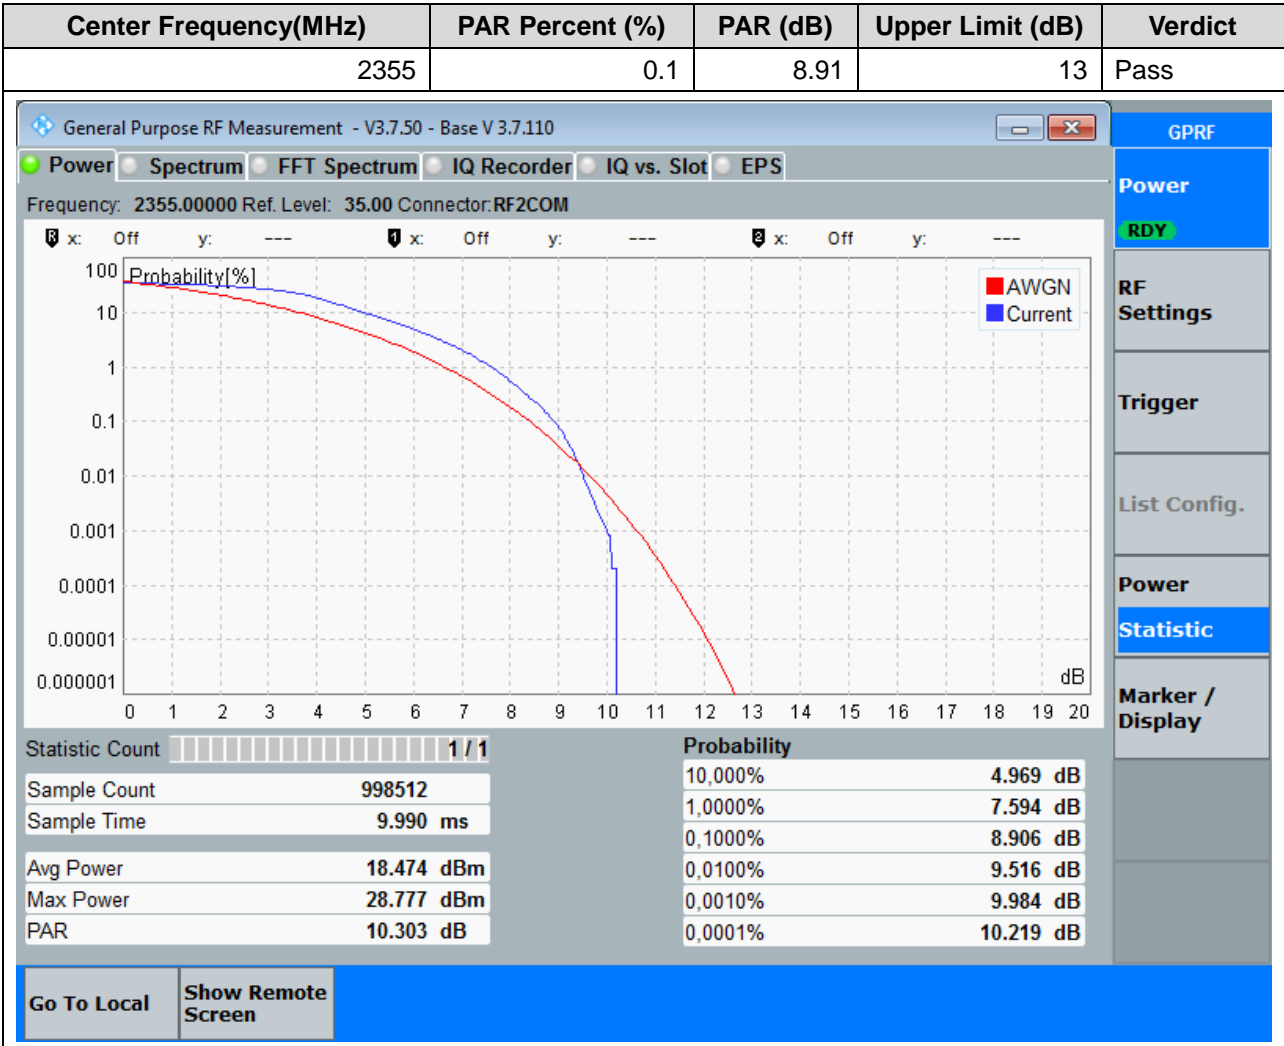 Center Frequency(MHz) PAR Percent (%) PAR (dB) Upper Limit (dB) Verdict
2355 0.1 8.91 13 Pass
General Purpose RF Measurement - V3.7.50 - Base V 3.7.110
GPRF
Power Spectrum FFT Spectrum IQ Recorder IQ vs. Slot EPS
Frequency: 2355.00000 Ref. Level: 35.00 Connector: RF2COM
R x: Off y: --- 1 x: Off y: --- 2 x: Off y: ---
Probability[%]
AWGN
Current
100
10
1
0.1
0.01
0.001
0.0001
0.00001
0.000001
dB
0 1 2 3 4 5 6 7 8 9 10 11 12 13 14 15 16 17 18 19 20
Statistic Count 1 / 1
Sample Count 998512
Sample Time 9.990 ms
Avg Power 18.474 dBm
Max Power 28.777 dBm
PAR 10.303 dB
Probability
10,000% 4.969 dB
1,0000% 7.594 dB
0,1000% 8.906 dB
0,0100% 9.516 dB
0,0010% 9.984 dB
0,0001% 10.219 dB
Power
RDY
RF
Settings
Trigger
List Config.
Power
Statistic
Marker /
Display
Go To Local
Show Remote
Screen